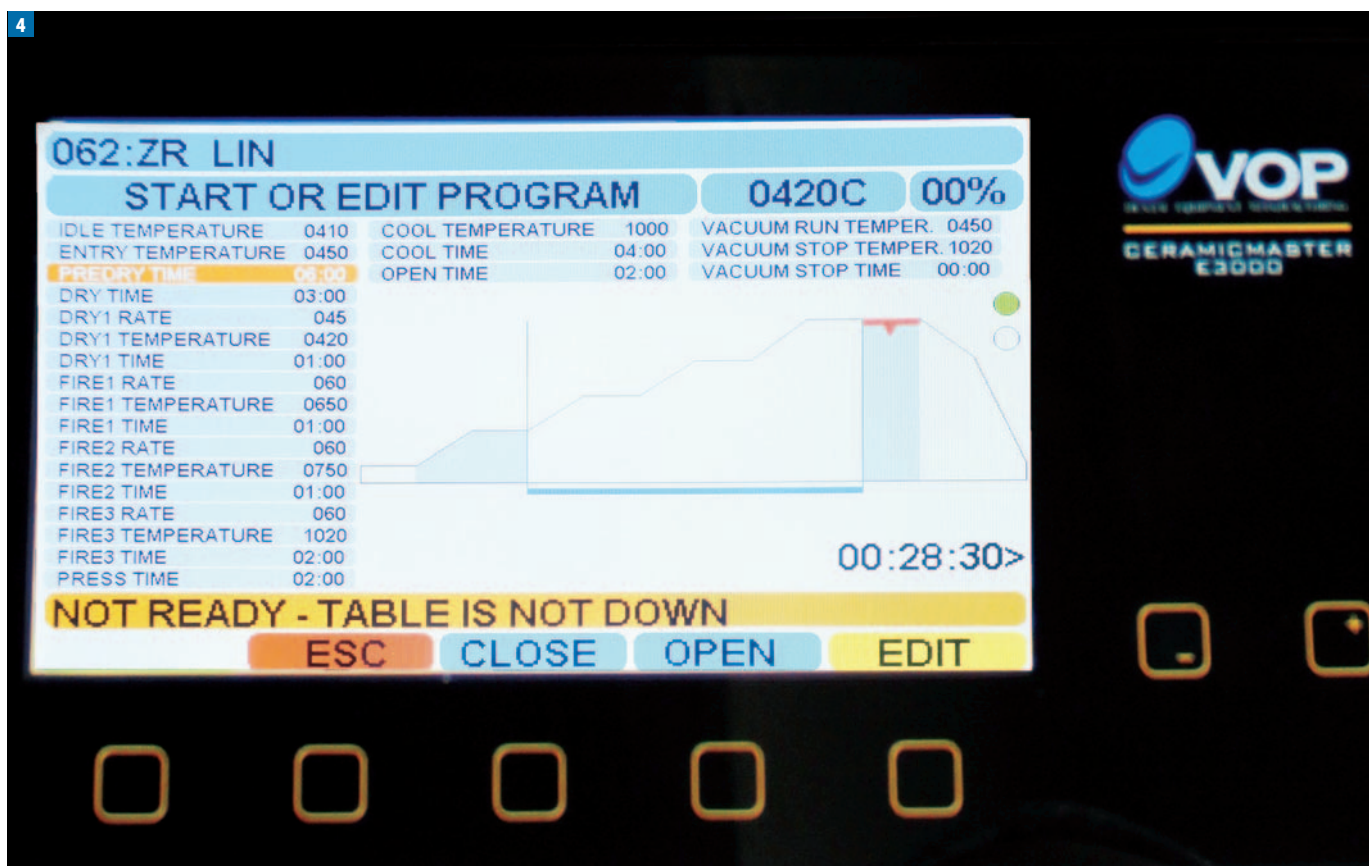 4
062:ZR LIN
START OR EDIT PROGRAM 0420C 00%
IDLE TEMPERATURE 0410 COOL TEMPERATURE 1000 VACUUM RUN TEMPER. 0450
ENTRY TEMPERATURE 0450 COOL TIME 04:00 VACUUM STOP TEMPER. 1020
PREDRY TIME 06:00 OPEN TIME 02:00 VACUUM STOP TIME 00:00
DRY TIME 03:00
DRY1 RATE 045
DRY1 TEMPERATURE 0420
DRY1 TIME 01:00
FIRE1 RATE 060
FIRE1 TEMPERATURE 0650
FIRE1 TIME 01:00
FIRE2 RATE 060
FIRE2 TEMPERATURE 0750
FIRE2 TIME 01:00
FIRE3 RATE 060
FIRE3 TEMPERATURE 1020
FIRE3 TIME 02:00
PRESS TIME 02:00
00:28:30>
NOT READY - TABLE IS NOT DOWN
ESC CLOSE OPEN EDIT
VOP
CERAMICMASTER
E3000
-
+